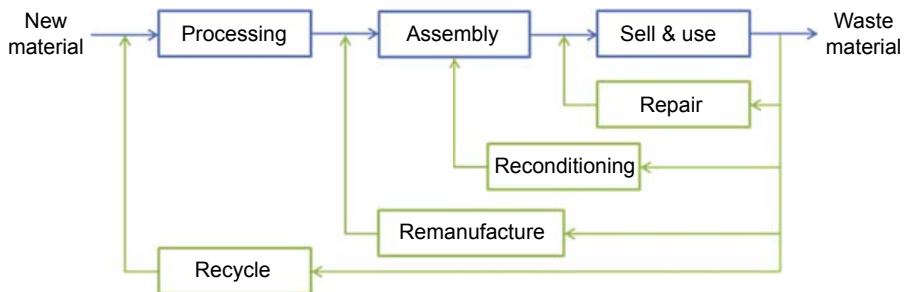 New
material
Processing
Assembly
Sell & use
Waste
material
Repair
Reconditioning
Remanufacture
Recycle